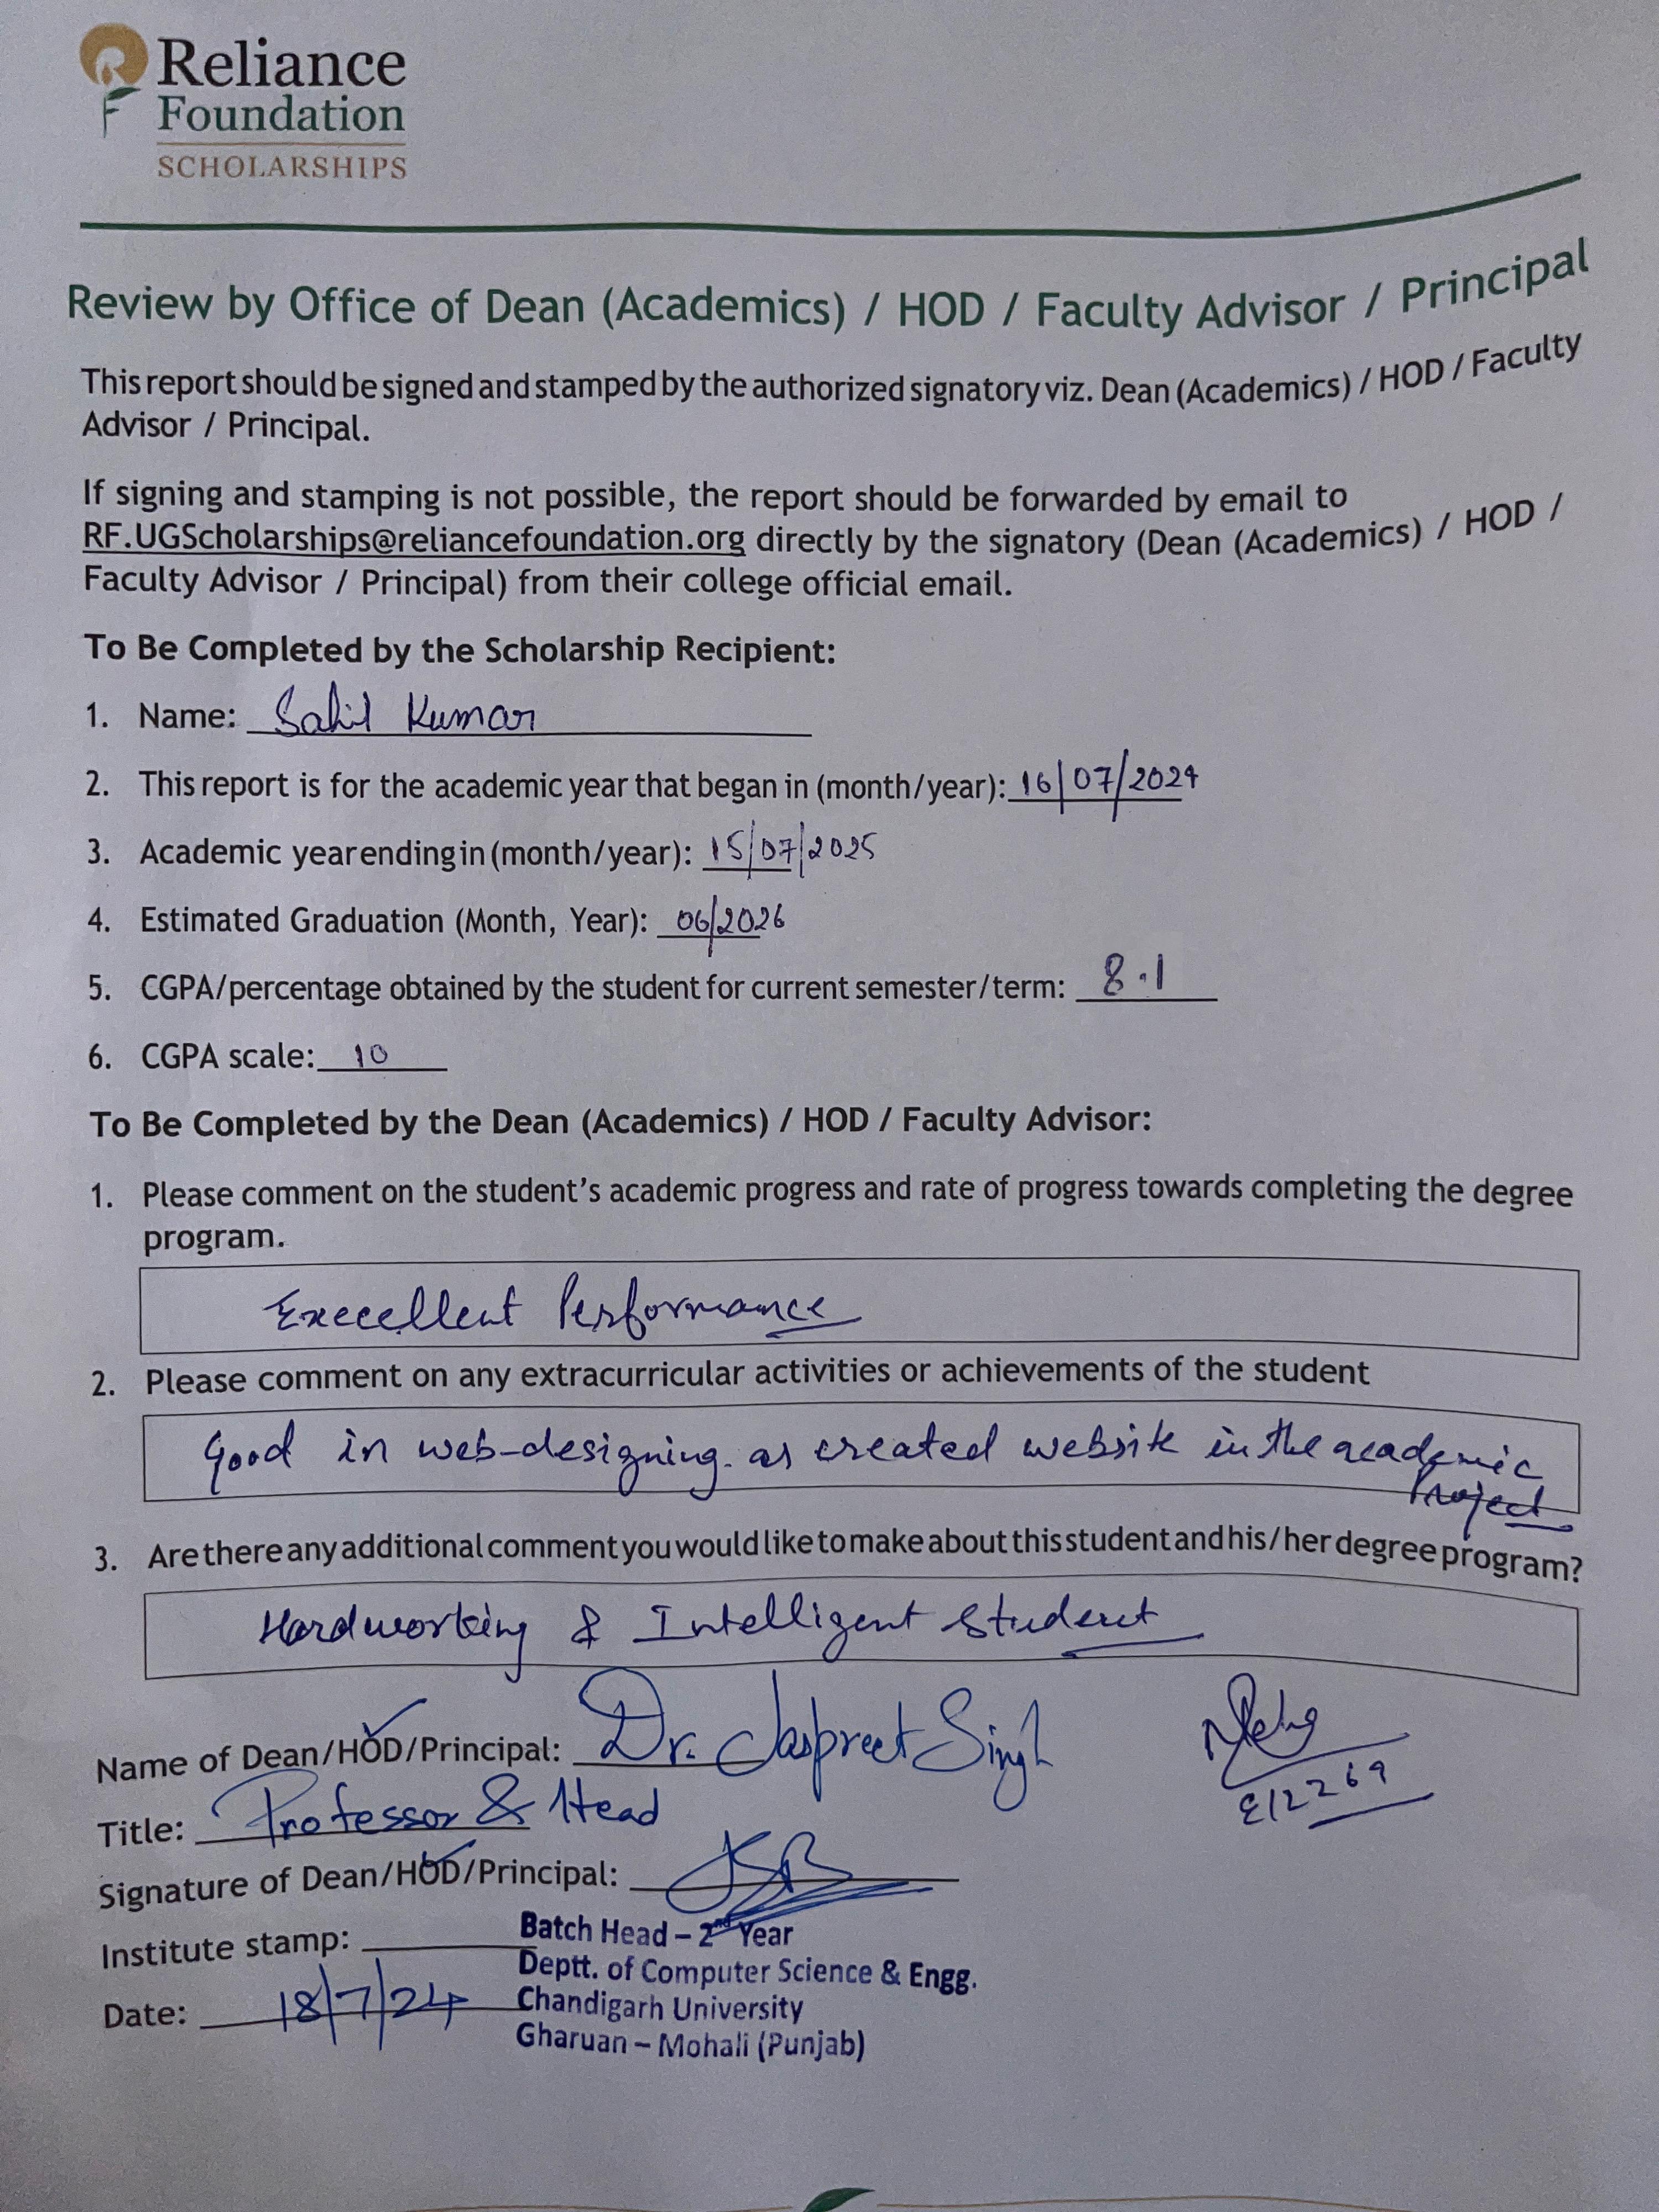 Reliance
Foundation
SCHOLARSHIPS
Review by Office of Dean (Academics) / HOD / Faculty Advisor / Principal
This report should be signed and stamped by the authorized signatory viz. Dean (Academics) / HOD / Faculty
Advisor / Principal.
If signing and stamping is not possible, the report should be forwarded by email to
RF.UGScholarships@reliancefoundation.org directly by the signatory (Dean (Academics) / HOD /
Faculty Advisor / Principal) from their college official email.
To Be Completed by the Scholarship Recipient:
1. Name: Sahil Kumar
2. This report is for the academic year that began in (month/year): 16/07/2024
3. Academic year ending in (month/year): 15/07/2025
4. Estimated Graduation (Month, Year): 06/2026
5. CGPA/percentage obtained by the student for current semester/term: 8.1
6. CGPA scale: 10
To Be Completed by the Dean (Academics) / HOD / Faculty Advisor:
1. Please comment on the student's academic progress and rate of progress towards completing the degree
program.
Execellent Performance
2. Please comment on any extracurricular activities or achievements of the student
Good in web-designing. as created website in the academic
Project
3. Are there any additional comment you would like to make about this student and his/her degree program?
Hardworking & Intelligent student
Name of Dean/HOD/Principal: Dr. Jaspreet Singh
E12269
Title: Professor & Head
Signature of Dean/HOD/Principal:
Institute stamp:
Batch Head – 2nd Year
Deptt. of Computer Science & Engg.
Date: 18/7/24
Chandigarh University
Gharuan – Mohali (Punjab)